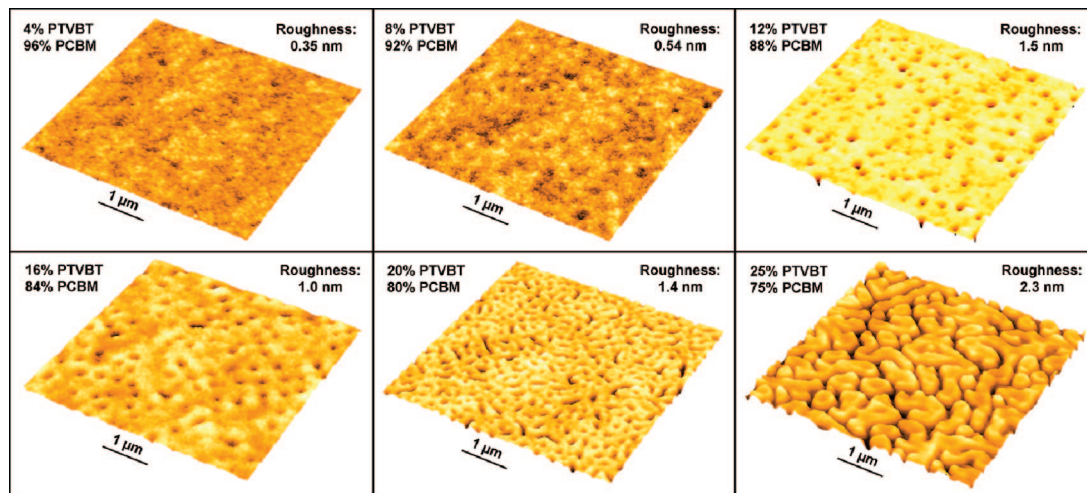 4% PTVBT
96% PCBM
Roughness:
0.35 nm
1 μm
8% PTVBT
92% PCBM
Roughness:
0.54 nm
1 μm
12% PTVBT
88% PCBM
Roughness:
1.5 nm
1 μm
16% PTVBT
84% PCBM
Roughness:
1.0 nm
1 μm
20% PTVBT
80% PCBM
Roughness:
1.4 nm
1 μm
25% PTVBT
75% PCBM
Roughness:
2.3 nm
1 μm